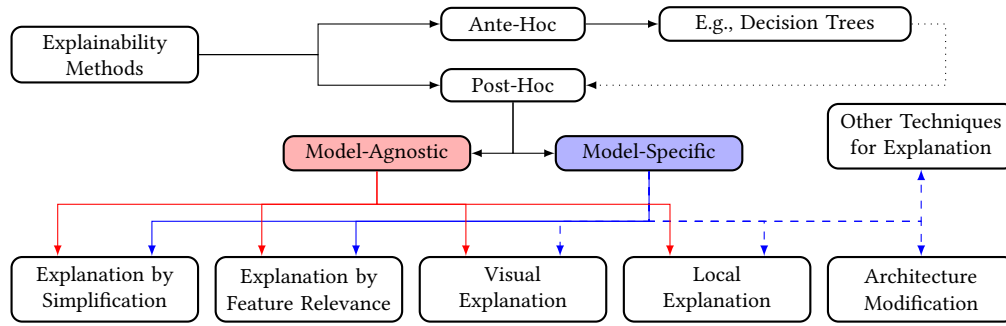 Explainability
Methods
Ante-Hoc
E.g., Decision Trees
Post-Hoc
Model-Agnostic
Model-Specific
Other Techniques
for Explanation
Explanation by
Simplification
Explanation by
Feature Relevance
Visual
Explanation
Local
Explanation
Architecture
Modification